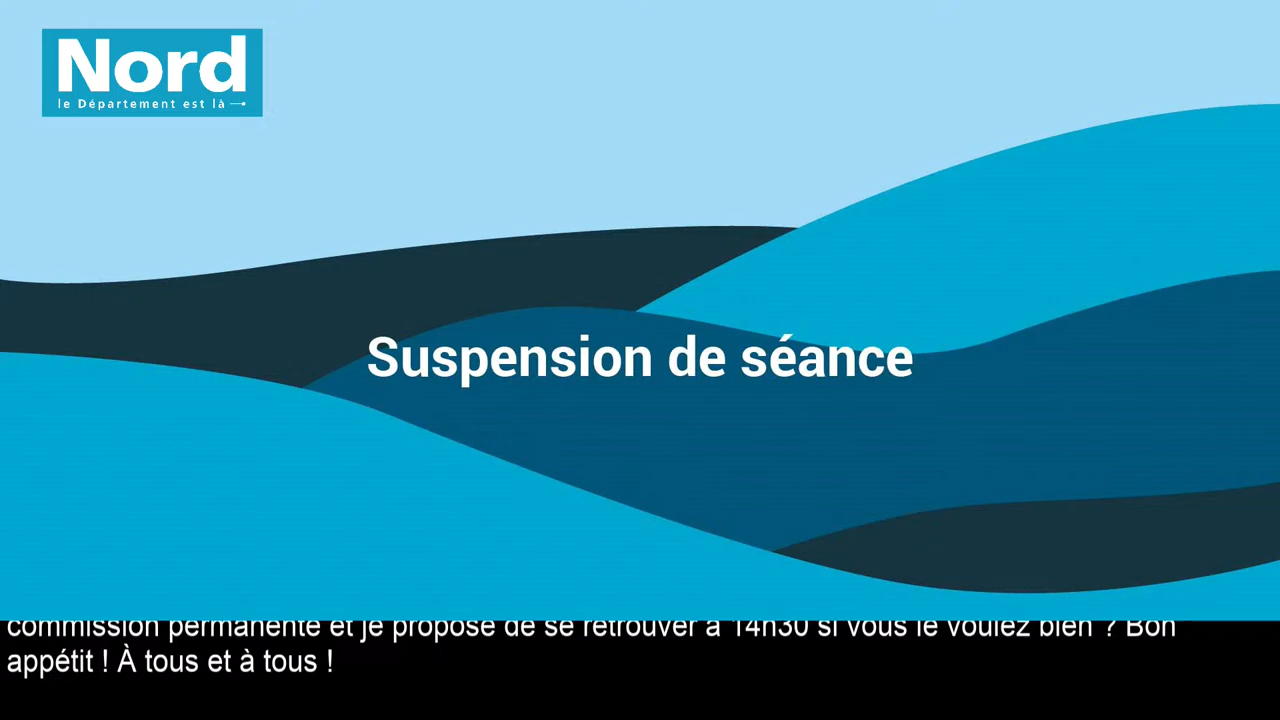 Nord
le Département est là
Suspension de séance
commission permanente et je propose de se retrouver à 14h30 si vous le voulez bien ? Bon
appétit ! À tous et à tous !